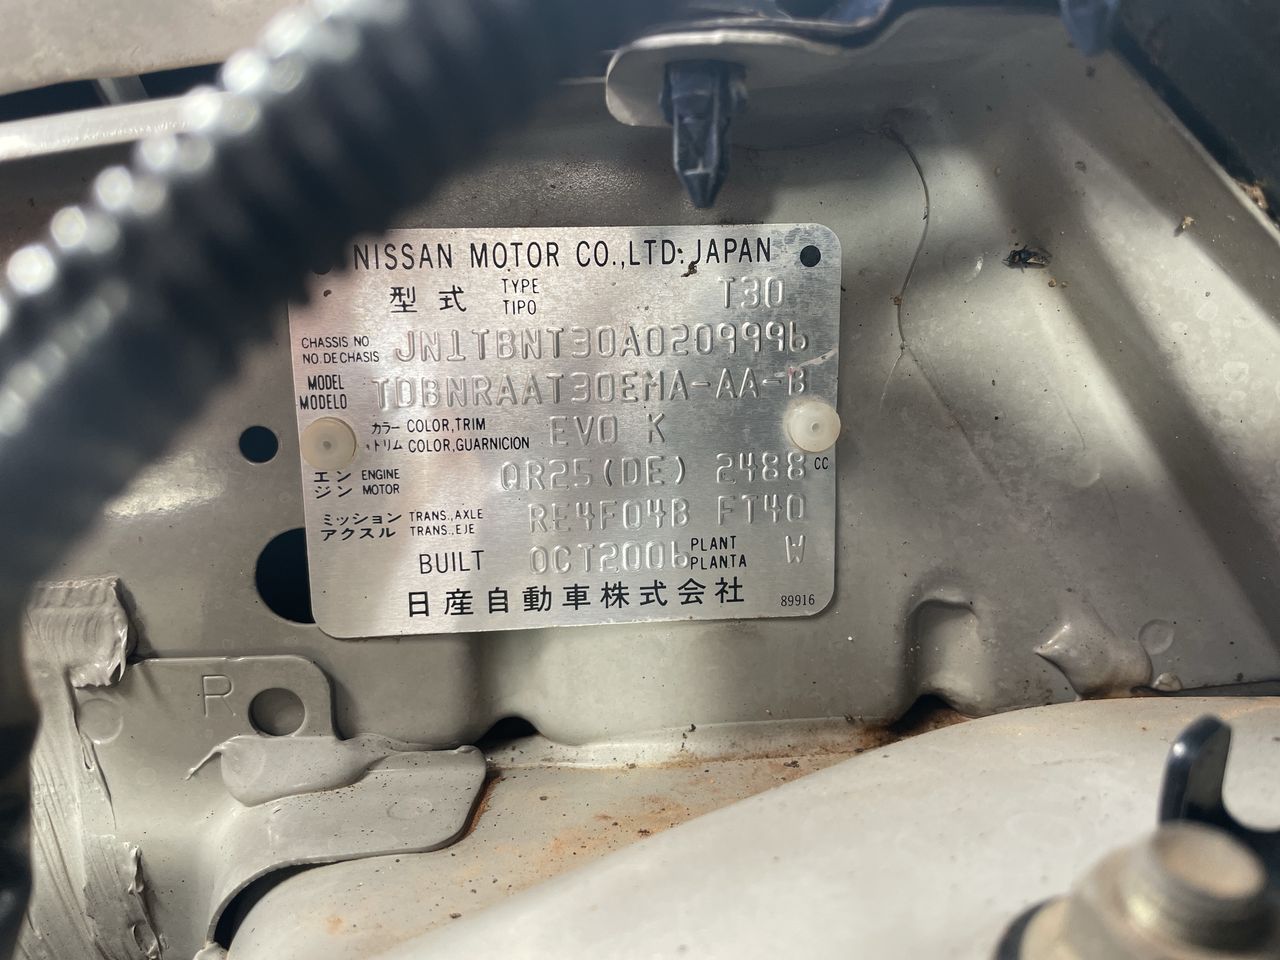 NISSAN MOTOR CO.,LTD. JAPAN
型式 TYPE TIPO T30
CHASSIS NO NO.DE CHASIS JN1TBNT30A0209996
MODEL MODELO TDBNRAAT30EMA-AA-B
カラー COLOR,TRIM トリム COLOR,GUARNICION EV0 K
エンジン ENGINE MOTOR QR25(DE) 2488 CC
ミッション TRANS.,AXLE アクスル TRANS.,EJE RE4F04B FT40
BUILT OCT2006 PLANT PLANTA W
日産自動車株式会社 89916
R